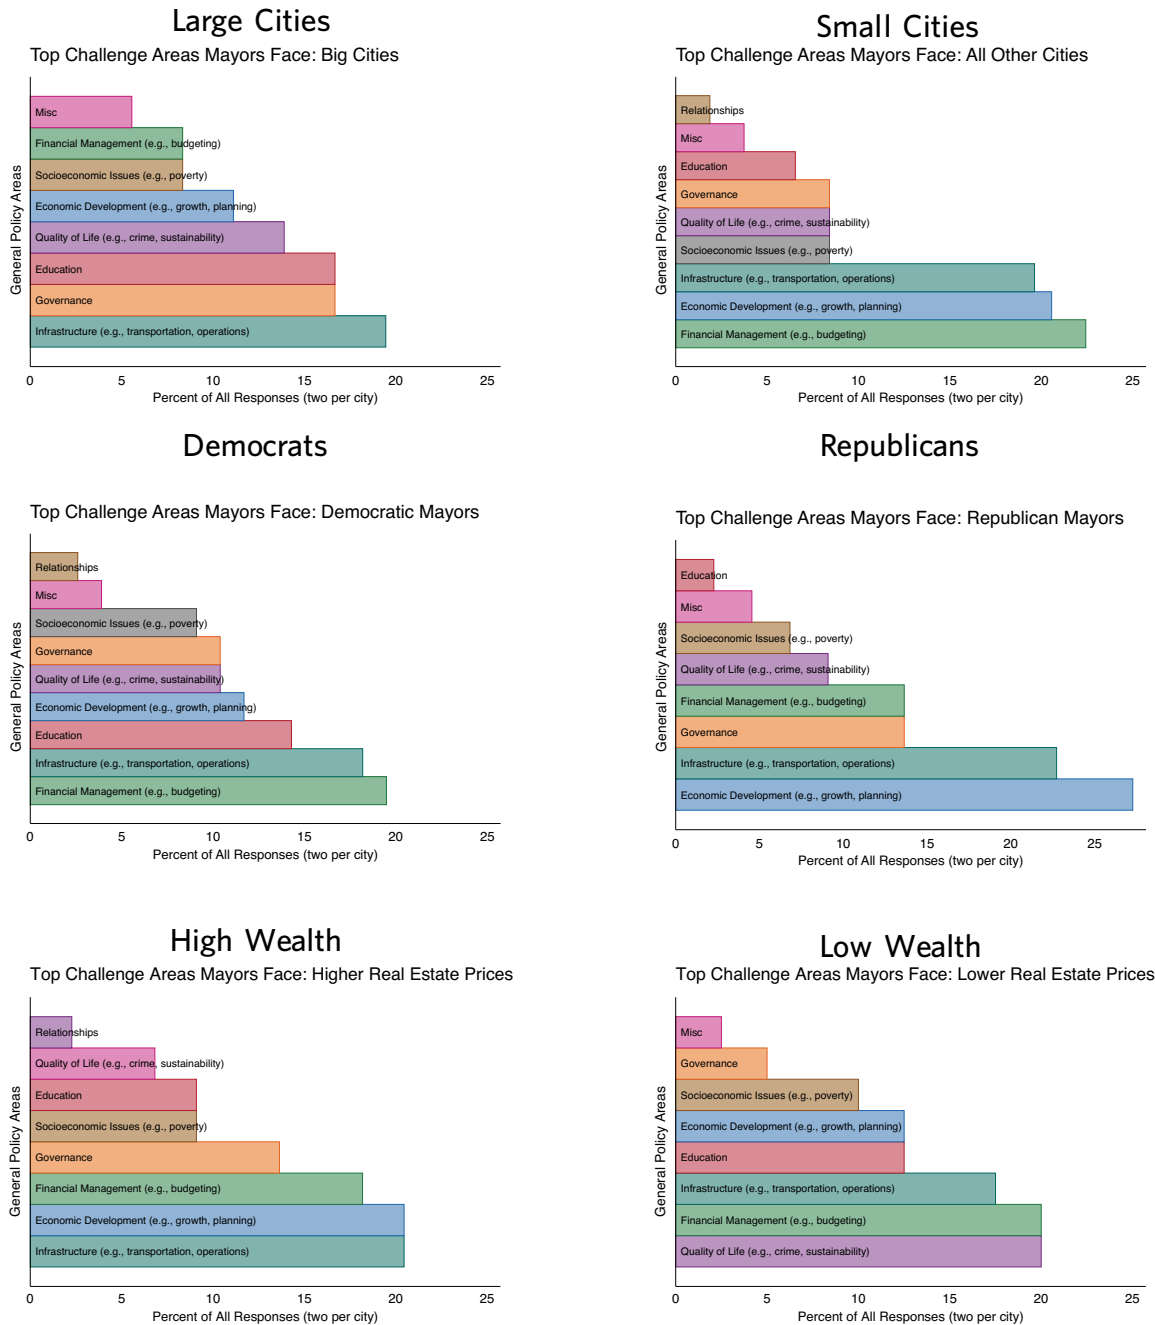 Large Cities
Top Challenge Areas Mayors Face: Big Cities
General Policy Areas
Misc
Financial Management (e.g., budgeting)
Socioeconomic Issues (e.g., poverty)
Economic Development (e.g., growth, planning)
Quality of Life (e.g., crime, sustainability)
Education
Governance
Infrastructure (e.g., transportation, operations)
0 5 10 15 20 25
Percent of All Responses (two per city)
Small Cities
Top Challenge Areas Mayors Face: All Other Cities
General Policy Areas
Relationships
Misc
Education
Governance
Quality of Life (e.g., crime, sustainability)
Socioeconomic Issues (e.g., poverty)
Infrastructure (e.g., transportation, operations)
Economic Development (e.g., growth, planning)
Financial Management (e.g., budgeting)
0 5 10 15 20 25
Percent of All Responses (two per city)
Democrats
Top Challenge Areas Mayors Face: Democratic Mayors
General Policy Areas
Relationships
Misc
Socioeconomic Issues (e.g., poverty)
Governance
Quality of Life (e.g., crime, sustainability)
Economic Development (e.g., growth, planning)
Education
Infrastructure (e.g., transportation, operations)
Financial Management (e.g., budgeting)
0 5 10 15 20 25
Percent of All Responses (two per city)
Republicans
Top Challenge Areas Mayors Face: Republican Mayors
General Policy Areas
Education
Misc
Socioeconomic Issues (e.g., poverty)
Quality of Life (e.g., crime, sustainability)
Financial Management (e.g., budgeting)
Governance
Infrastructure (e.g., transportation, operations)
Economic Development (e.g., growth, planning)
0 5 10 15 20 25
Percent of All Responses (two per city)
High Wealth
Top Challenge Areas Mayors Face: Higher Real Estate Prices
General Policy Areas
Relationships
Quality of Life (e.g., crime, sustainability)
Education
Socioeconomic Issues (e.g., poverty)
Governance
Financial Management (e.g., budgeting)
Economic Development (e.g., growth, planning)
Infrastructure (e.g., transportation, operations)
0 5 10 15 20 25
Percent of All Responses (two per city)
Low Wealth
Top Challenge Areas Mayors Face: Lower Real Estate Prices
General Policy Areas
Misc
Governance
Socioeconomic Issues (e.g., poverty)
Economic Development (e.g., growth, planning)
Education
Infrastructure (e.g., transportation, operations)
Financial Management (e.g., budgeting)
Quality of Life (e.g., crime, sustainability)
0 5 10 15 20 25
Percent of All Responses (two per city)